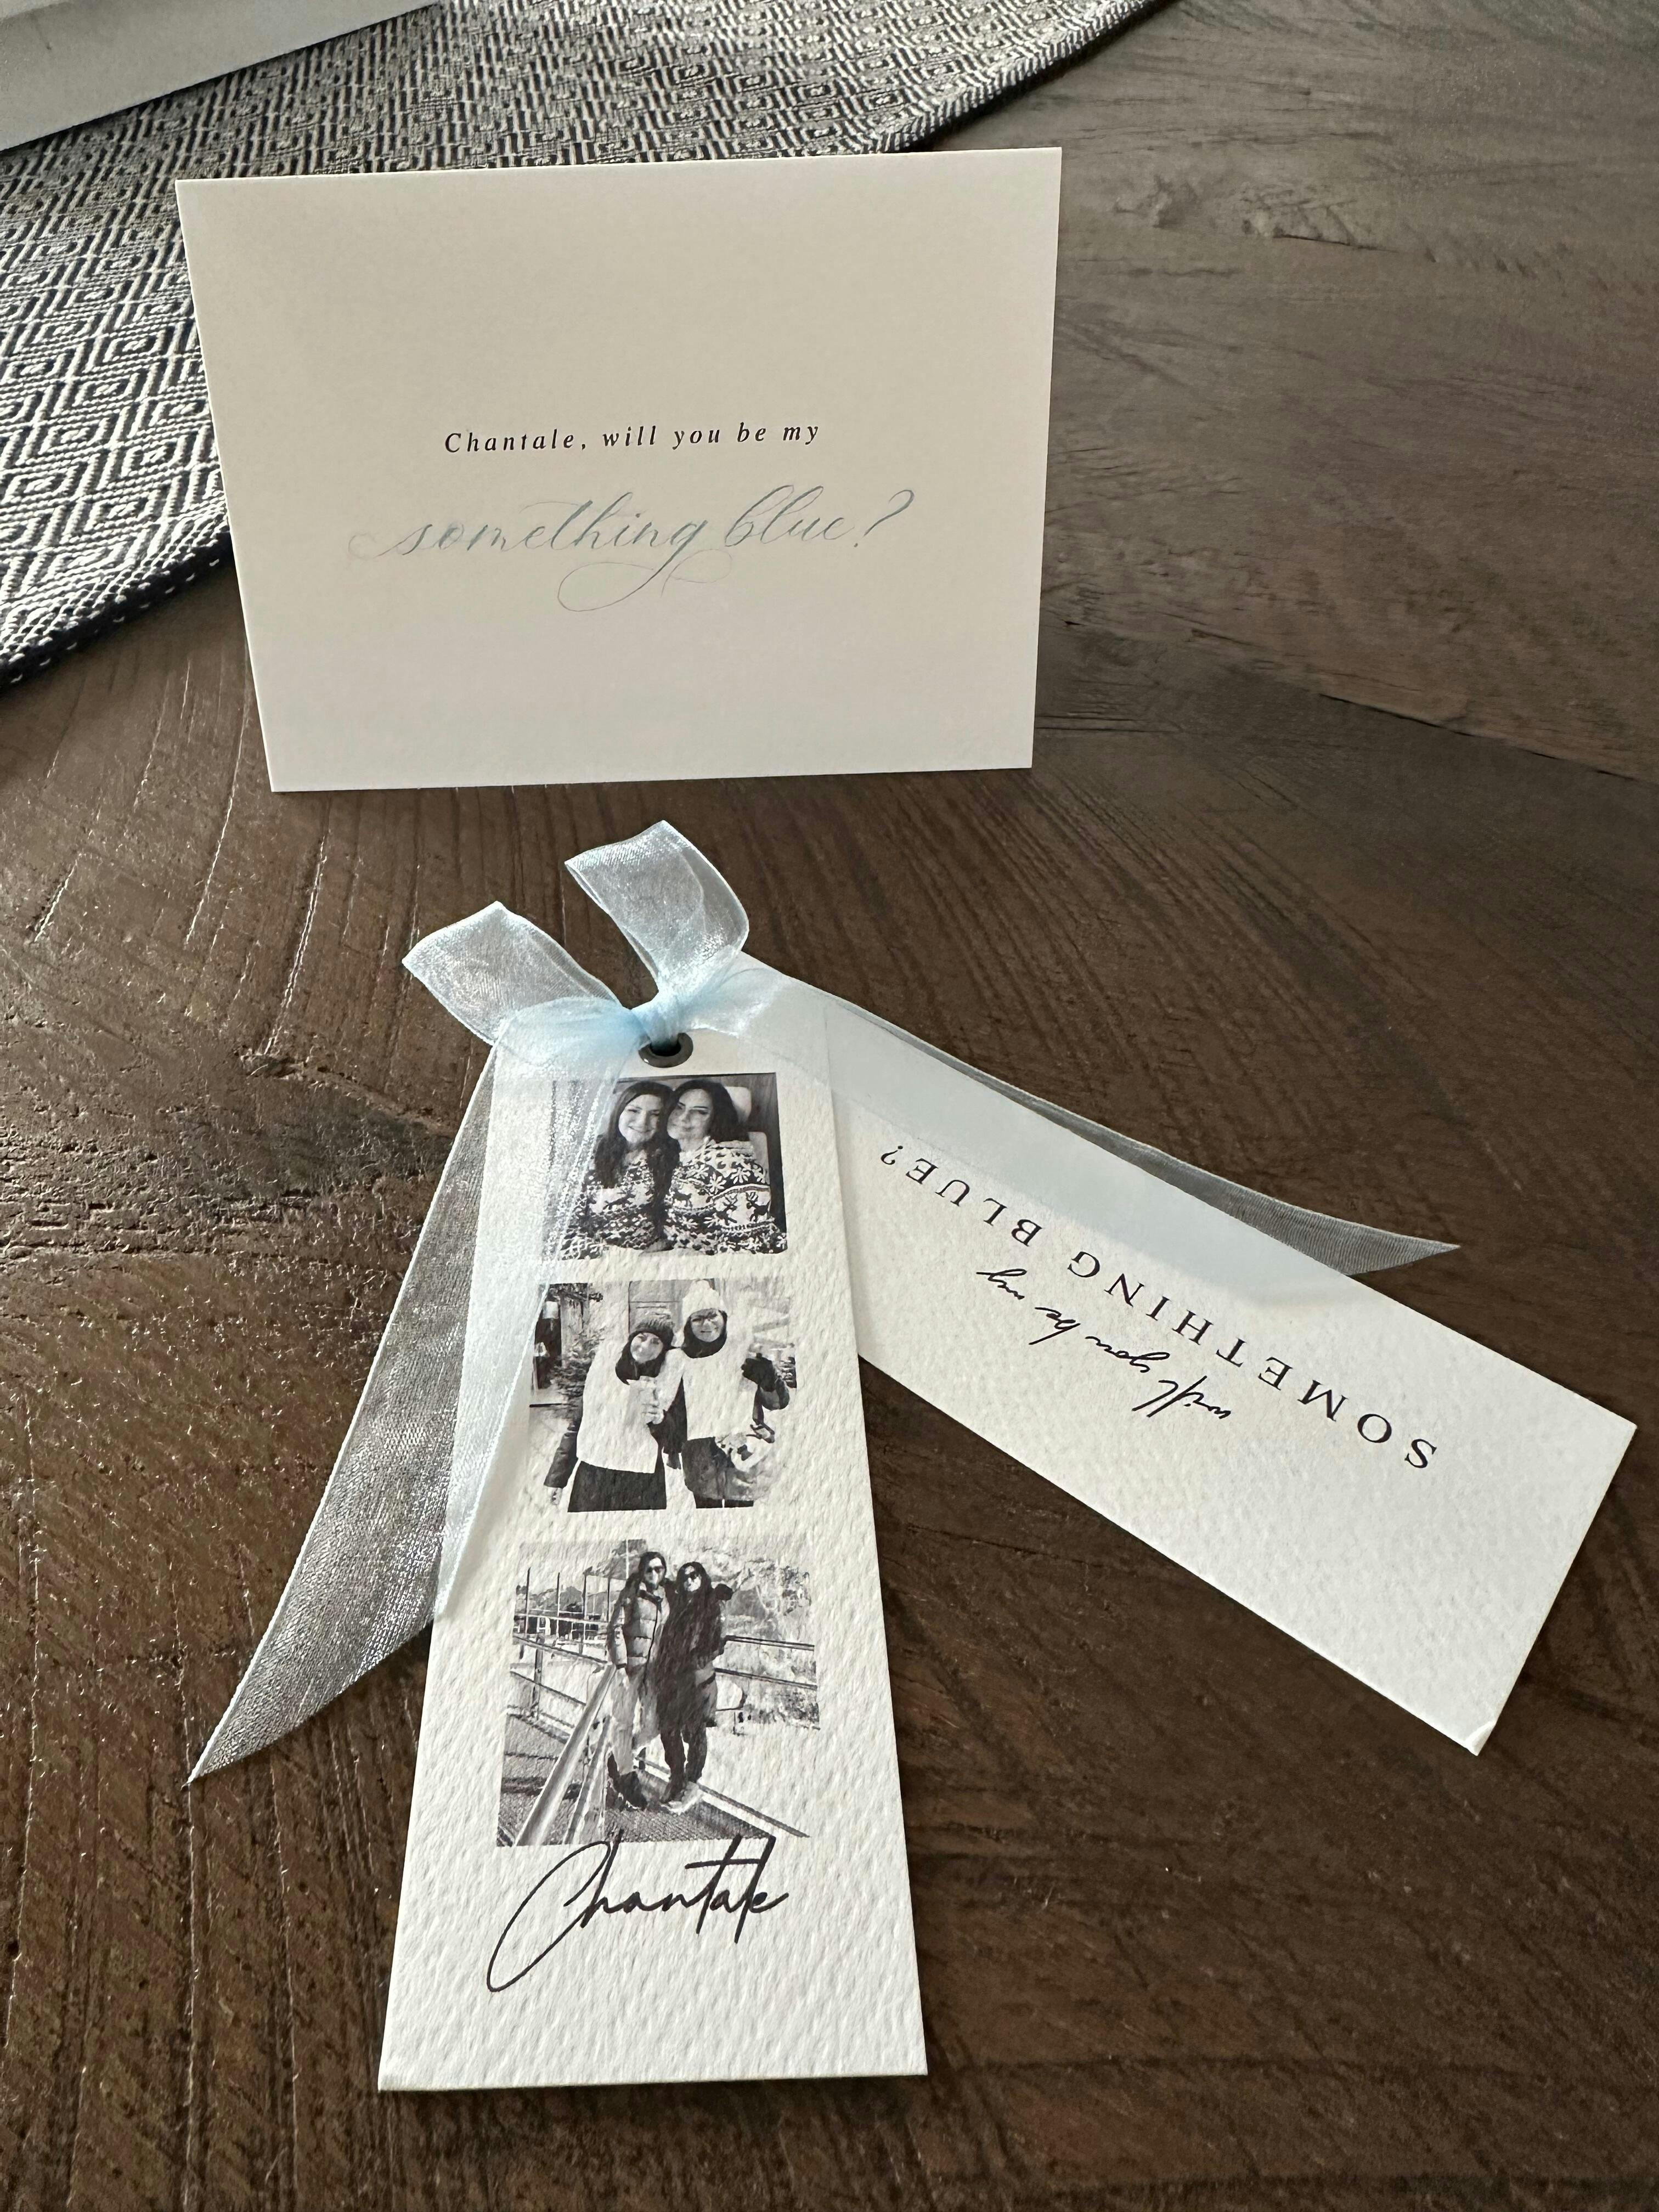 Chantale, will you be my
something blue?
Chantale
will you be my
SOMETHING BLUE?